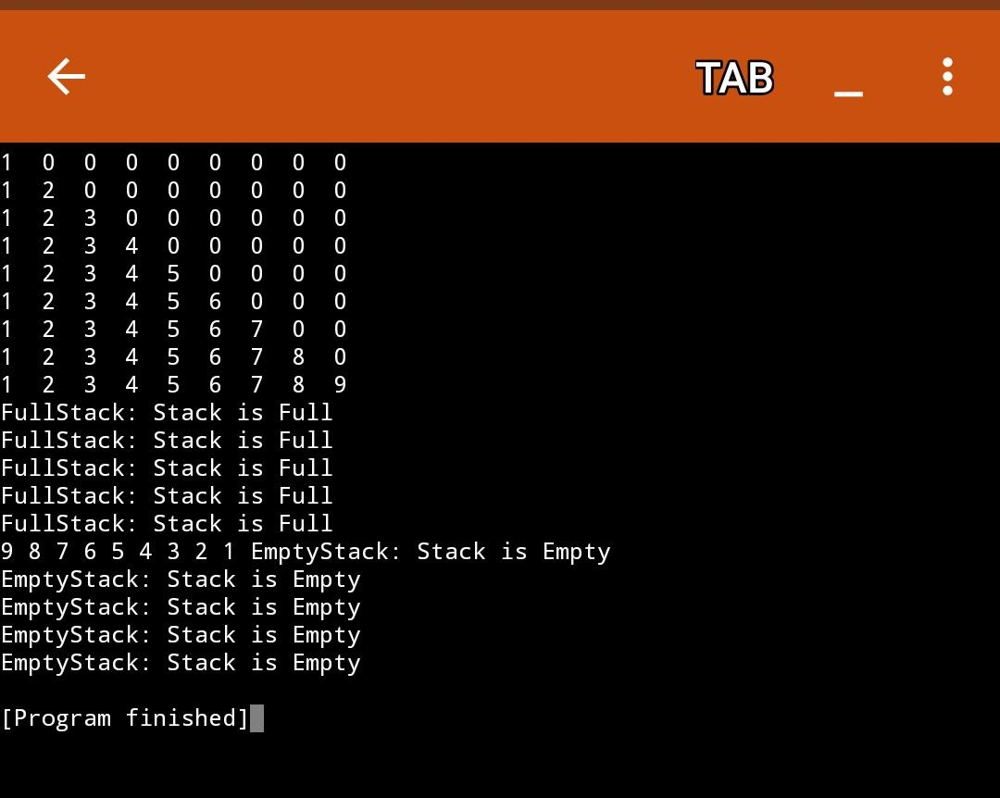 TAB
1  0  0  0  0  0  0  0  0
1  2  0  0  0  0  0  0  0
1  2  3  0  0  0  0  0  0
1  2  3  4  0  0  0  0  0
1  2  3  4  5  0  0  0  0
1  2  3  4  5  6  0  0  0
1  2  3  4  5  6  7  0  0
1  2  3  4  5  6  7  8  0
1  2  3  4  5  6  7  8  9
FullStack: Stack is Full
FullStack: Stack is Full
FullStack: Stack is Full
FullStack: Stack is Full
FullStack: Stack is Full
9 8 7 6 5 4 3 2 1 EmptyStack: Stack is Empty
EmptyStack: Stack is Empty
EmptyStack: Stack is Empty
EmptyStack: Stack is Empty
EmptyStack: Stack is Empty
[Program finished]